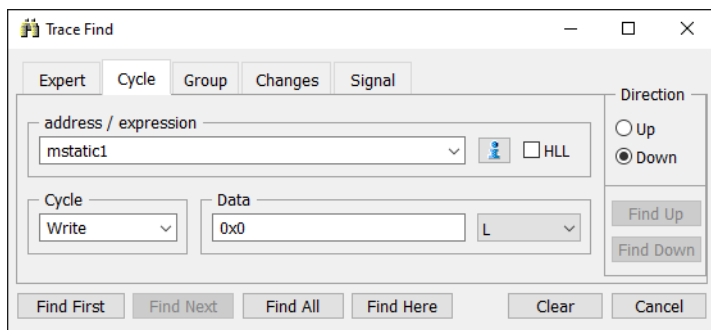 Trace Find
Expert Cycle Group Changes Signal
Direction
address / expression
Up
mstatic1 i HLL
Down
Cycle Data
Write 0x0 L
Find Up
Find Down
Find First Find Next Find All Find Here Clear Cancel